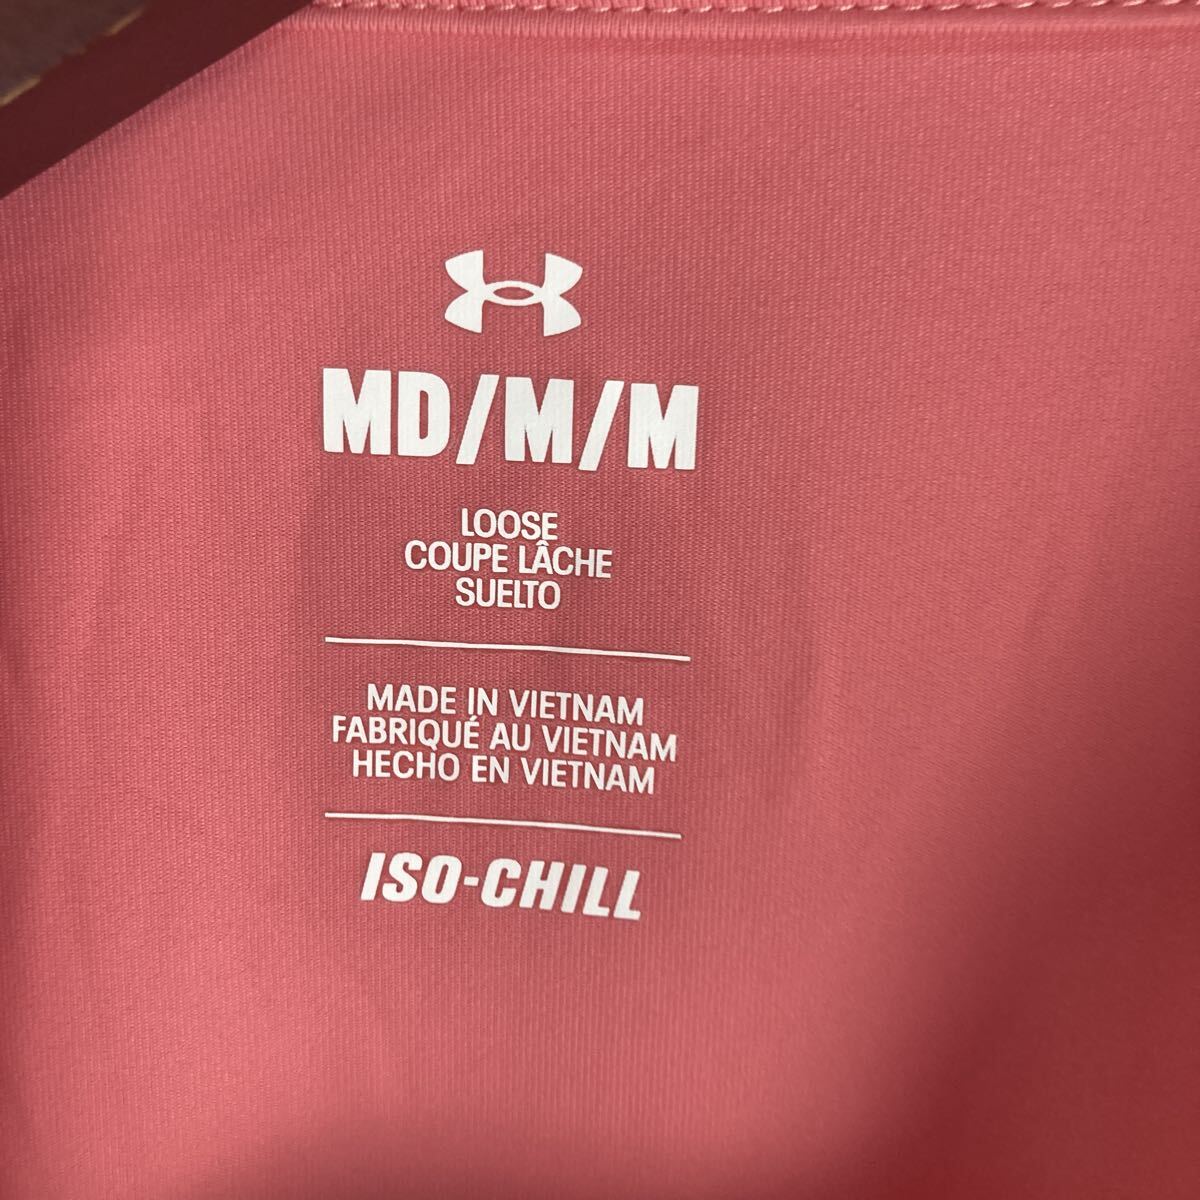 MD/M/M
LOOSE
COUPE LÂCHE
SUELTO
MADE IN VIETNAM
FABRIQUÉ AU VIETNAM
HECHO EN VIETNAM
ISO-CHILL